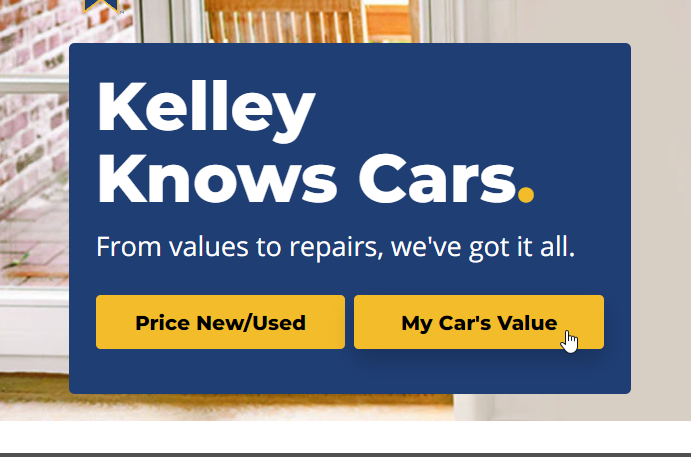 Kelley
Knows Cars.
From values to repairs, we've got it all.
Price New/Used
My Car's Value